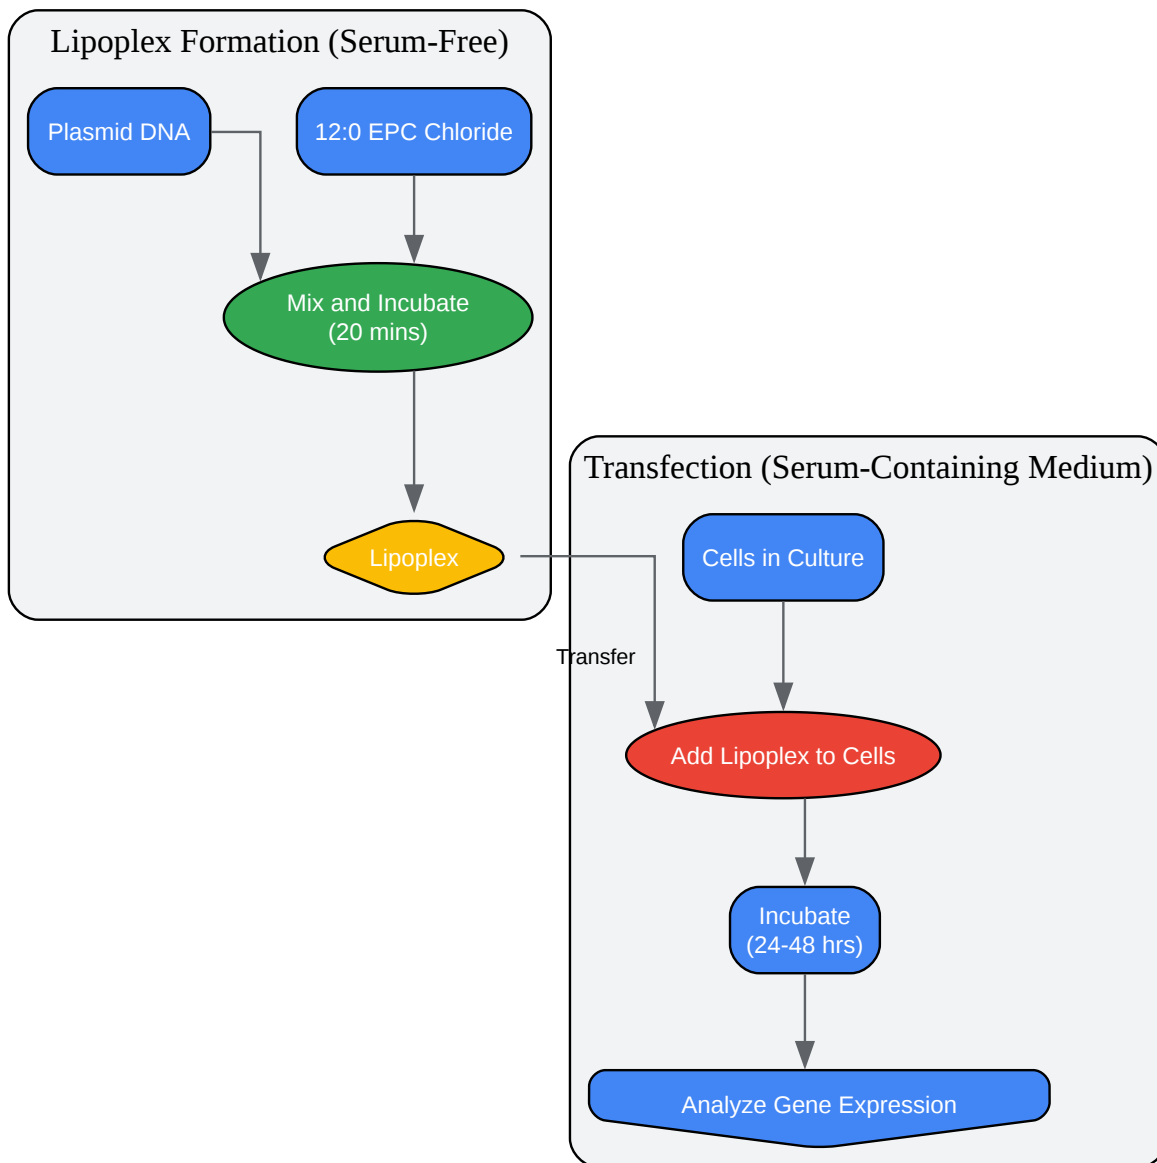 Lipoplex Formation (Serum-Free)
Plasmid DNA
12:0 EPC Chloride
Mix and Incubate
(20 mins)
Lipoplex
Transfer
Transfection (Serum-Containing Medium)
Cells in Culture
Add Lipoplex to Cells
Incubate
(24-48 hrs)
Analyze Gene Expression